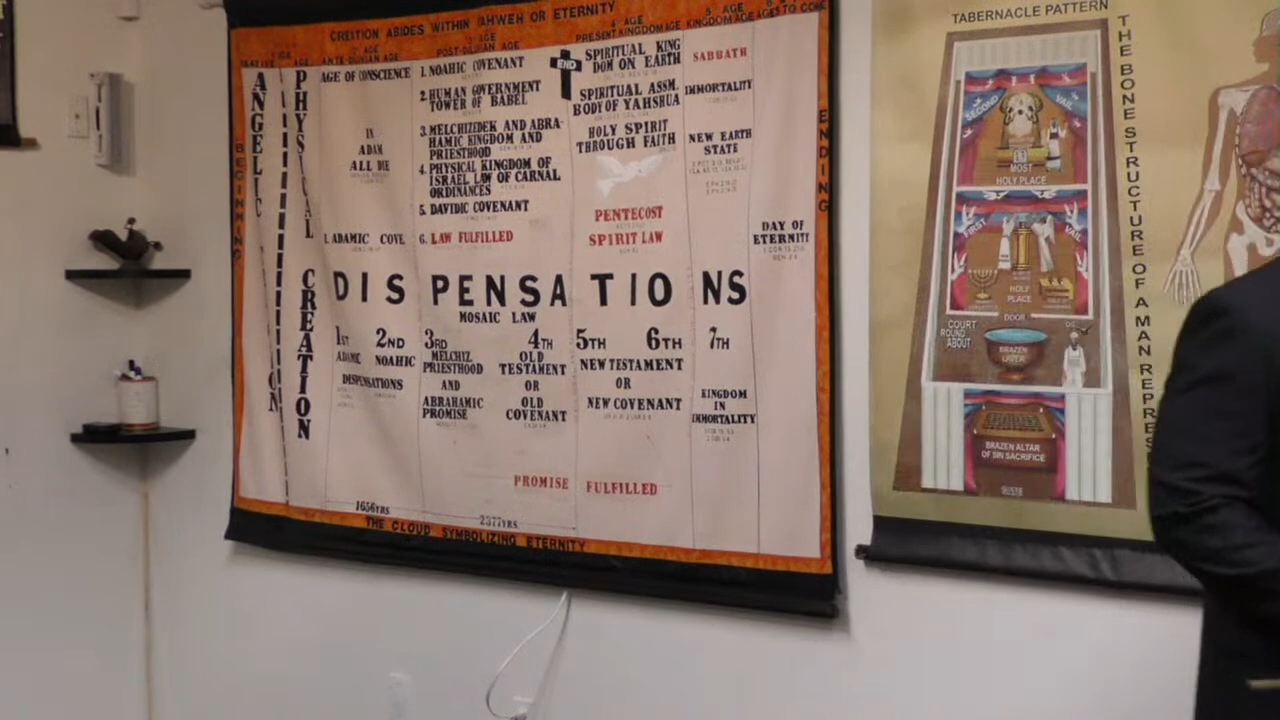 CREATION ABIDES WITHIN IAHWEH OR ETERNITY
AGE
ANTE-DILUVIAN AGE
POST-DILUVIAN AGE
PRESENT KINGDOM AGE
KINGDOM AGE
AGES TO COME
BEGINNING
ANGELIC
PHYSICAL CREATION
AGE OF CONSCIENCE
IN
ADAM
ALL DIE
1. ADAMIC COVE
1. NOAHIC COVENANT
2. HUMAN GOVERNMENT
TOWER OF BABEL
3. MELCHIZEDEK AND ABRA-
HAMIC KINGDOM AND
PRIESTHOOD
4. PHYSICAL KINGDOM OF
ISRAEL LAW OF CARNAL
ORDINANCES
5. DAVIDIC COVENANT
6. LAW FULFILLED
END
SPIRITUAL KING
DOM ON EARTH
SPIRITUAL ASSM.
BODY OF YAHSHUA
HOLY SPIRIT
THROUGH FAITH
PENTECOST
SPIRIT LAW
SABBATH
IMMORTALITY
NEW EARTH
STATE
DAY OF
ETERNITY
ENDING
DISPENSATIONS
MOSAIC LAW
1ST 2ND 3RD 4TH 5TH 6TH 7TH
ADAMIC NOAHIC
DISPENSATIONS
MELCHIZ
PRIESTHOOD
AND
ABRAHAMIC
PROMISE
OLD
TESTAMENT
OR
OLD
COVENANT
NEW TESTAMENT
OR
NEW COVENANT
KINGDOM
IN
IMMORTALITY
PROMISE FULFILLED
1656YRS.
2377YRS.
THE CLOUD SYMBOLIZING ETERNITY
TABERNACLE PATTERN
SECOND VAIL
MOST
HOLY PLACE
FIRST VAIL
HOLY
PLACE
DOOR
COURT
ROUND
ABOUT
BRAZEN
LAVER
BRAZEN ALTAR
OF SIN SACRIFICE
THE BONE STRUCTURE OF A MAN REPRES